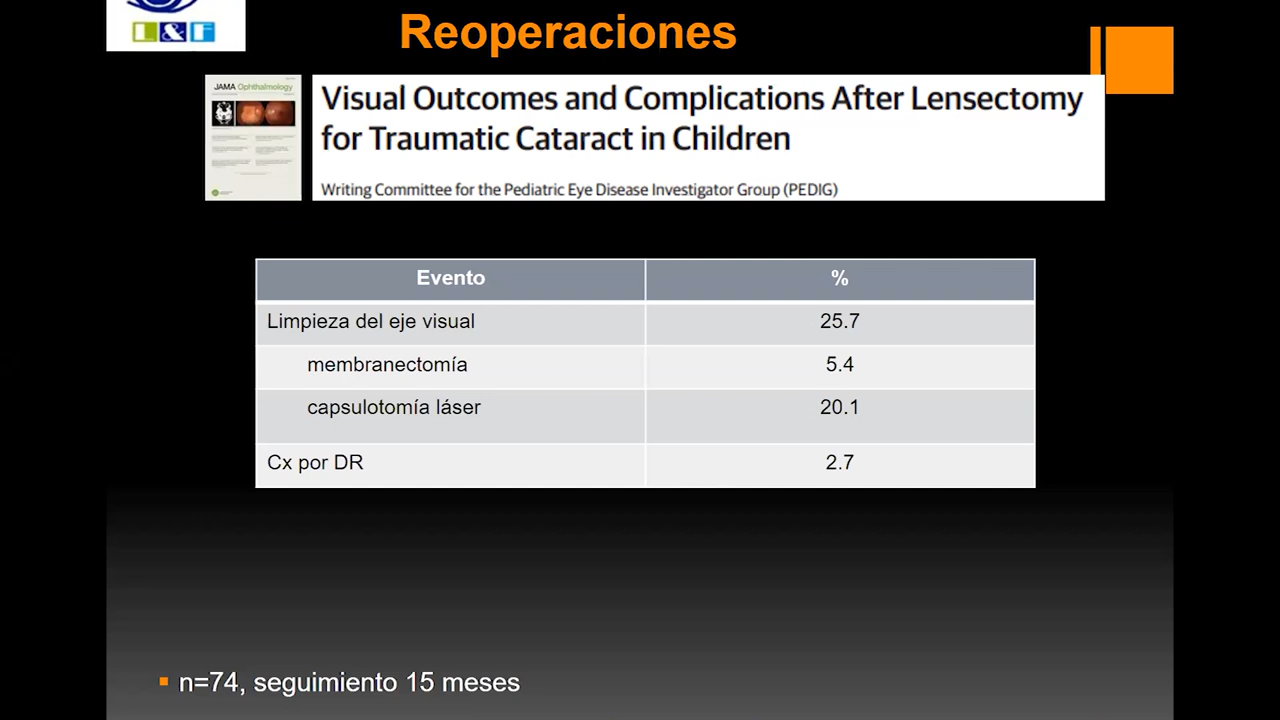 L&F
Reoperaciones
JAMA Ophthalmology
Visual Outcomes and Complications After Lensectomy
for Traumatic Cataract in Children
Writing Committee for the Pediatric Eye Disease Investigator Group (PEDIG)
Evento %
Limpieza del eje visual 25.7
membranectomía 5.4
capsulotomía láser 20.1
Cx por DR 2.7
n=74, seguimiento 15 meses